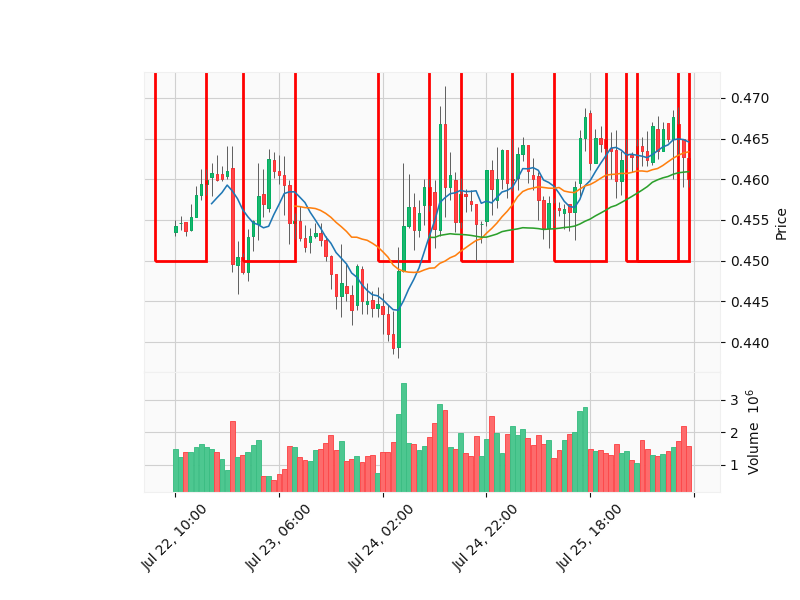 0.470
0.465
0.460
0.455
0.450
0.445
0.440
Price
3
2
1
Volume 10^6
Jul 22, 10:00
Jul 23, 06:00
Jul 24, 02:00
Jul 24, 22:00
Jul 25, 18:00